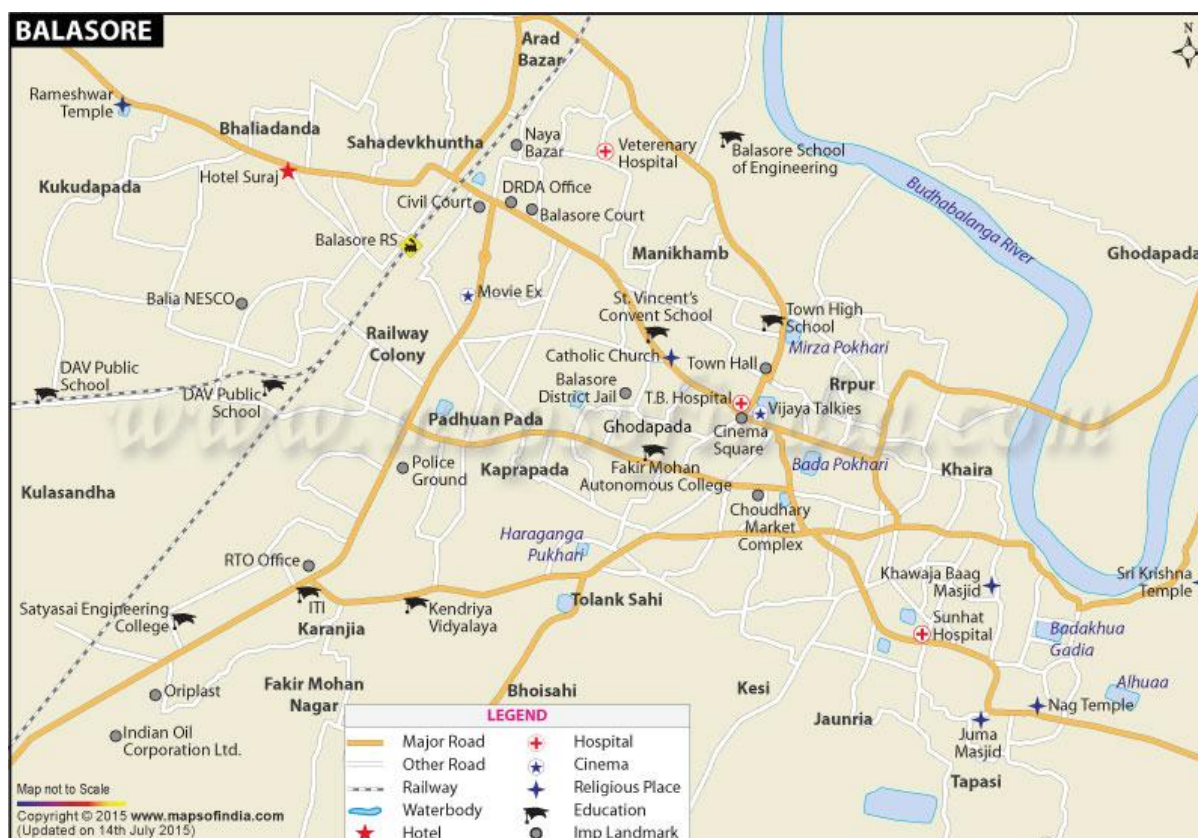 BALASORE
N
Arad
Bazar
Rameshwar
Temple
Bhaliadanda
Sahadevkhuntha
Naya
Bazar
Veterenary
Hospital
Balasore School
of Engineering
Kukudapada
Hotel Suraj
DRDA Office
Civil Court
Balasore Court
Budhabalanga River
Balasore RS
Manikhamb
Ghodapada
Balia NESCO
Movie Ex
St. Vincent's
Convent School
Town High
School
Railway
Colony
Mirza Pokhari
Catholic Church
Town Hall
DAV Public
School
DAV Public
School
Balasore
District Jail
T.B. Hospital
Rrpur
Vijaya Talkies
www.mapsofindia.com
Padhuan Pada
Ghodapada
Cinema
Square
Police
Ground
Kaprapada
Fakir Mohan
Autonomous College
Bada Pokhari
Khaira
Kulasandha
Choudhary
Market
Complex
Haraganga
Pukhari
RTO Office
Khawaja Baag
Masjid
Sri Krishna
Temple
Satyasai Engineering
College
ITI
Kendriya
Vidyalaya
Tolank Sahi
Karanjia
Sunhat
Hospital
Badakhua
Gadia
Oriplast
Fakir Mohan
Nagar
Bhoisahi
Kesi
Alhuaa
Indian Oil
Corporation Ltd.
Jaunria
Nag Temple
Juma
Masjid
Tapasi
LEGEND
Major Road
Hospital
Other Road
Cinema
Railway
Religious Place
Waterbody
Education
Hotel
Imp Landmark
Map not to Scale
Copyright © 2015 www.mapsofindia.com
(Updated on 14th July 2015)